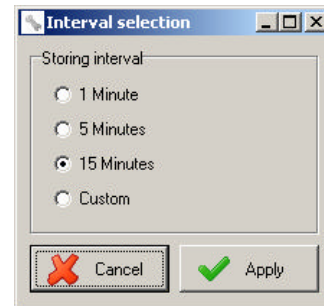 Interval selection
Storing interval
1 Minute
5 Minutes
15 Minutes
Custom
Cancel
Apply